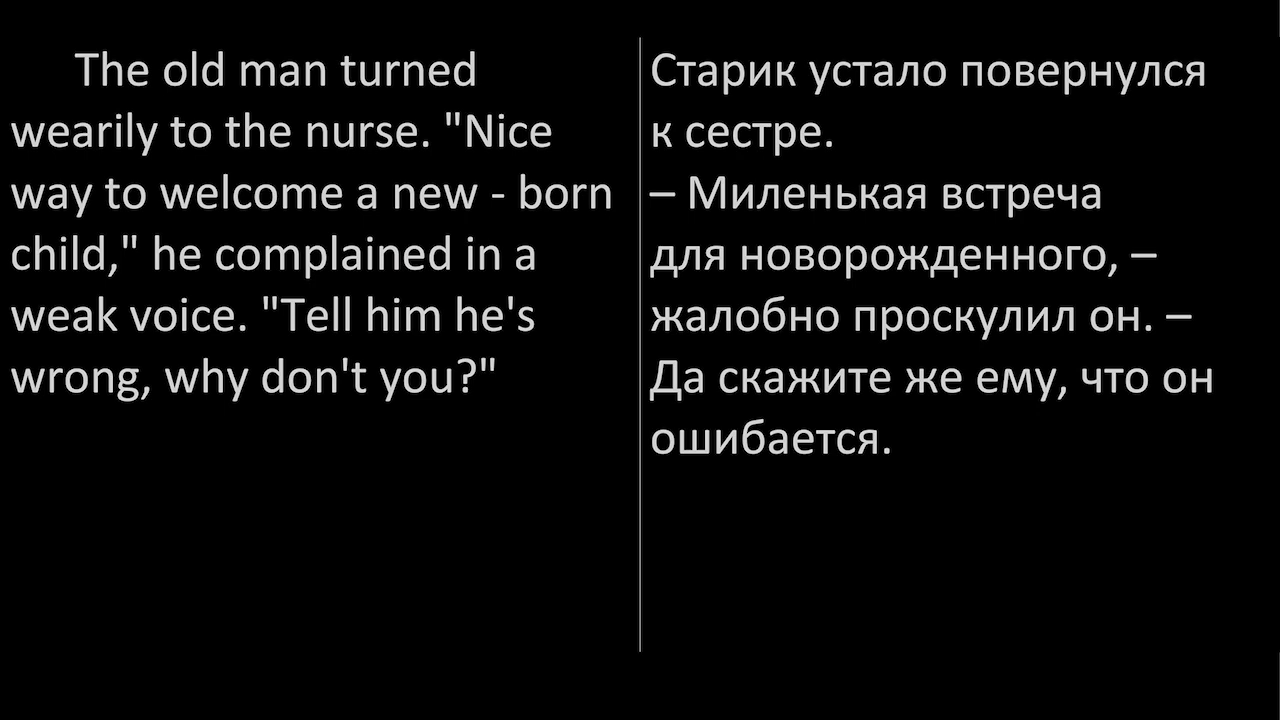 The old man turned
wearily to the nurse. "Nice
way to welcome a new - born
child," he complained in a
weak voice. "Tell him he's
wrong, why don't you?"
Старик устало повернулся
к сестре.
– Миленькая встреча
для новорожденного, –
жалобно проскулил он. –
Да скажите же ему, что он
ошибается.